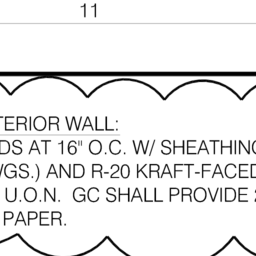 11
TERIOR WALL:
DS AT 16" O.C. W/ SHEATHING
WGS.) AND R-20 KRAFT-FACED
U.O.N. GC SHALL PROVIDE 2
PAPER.